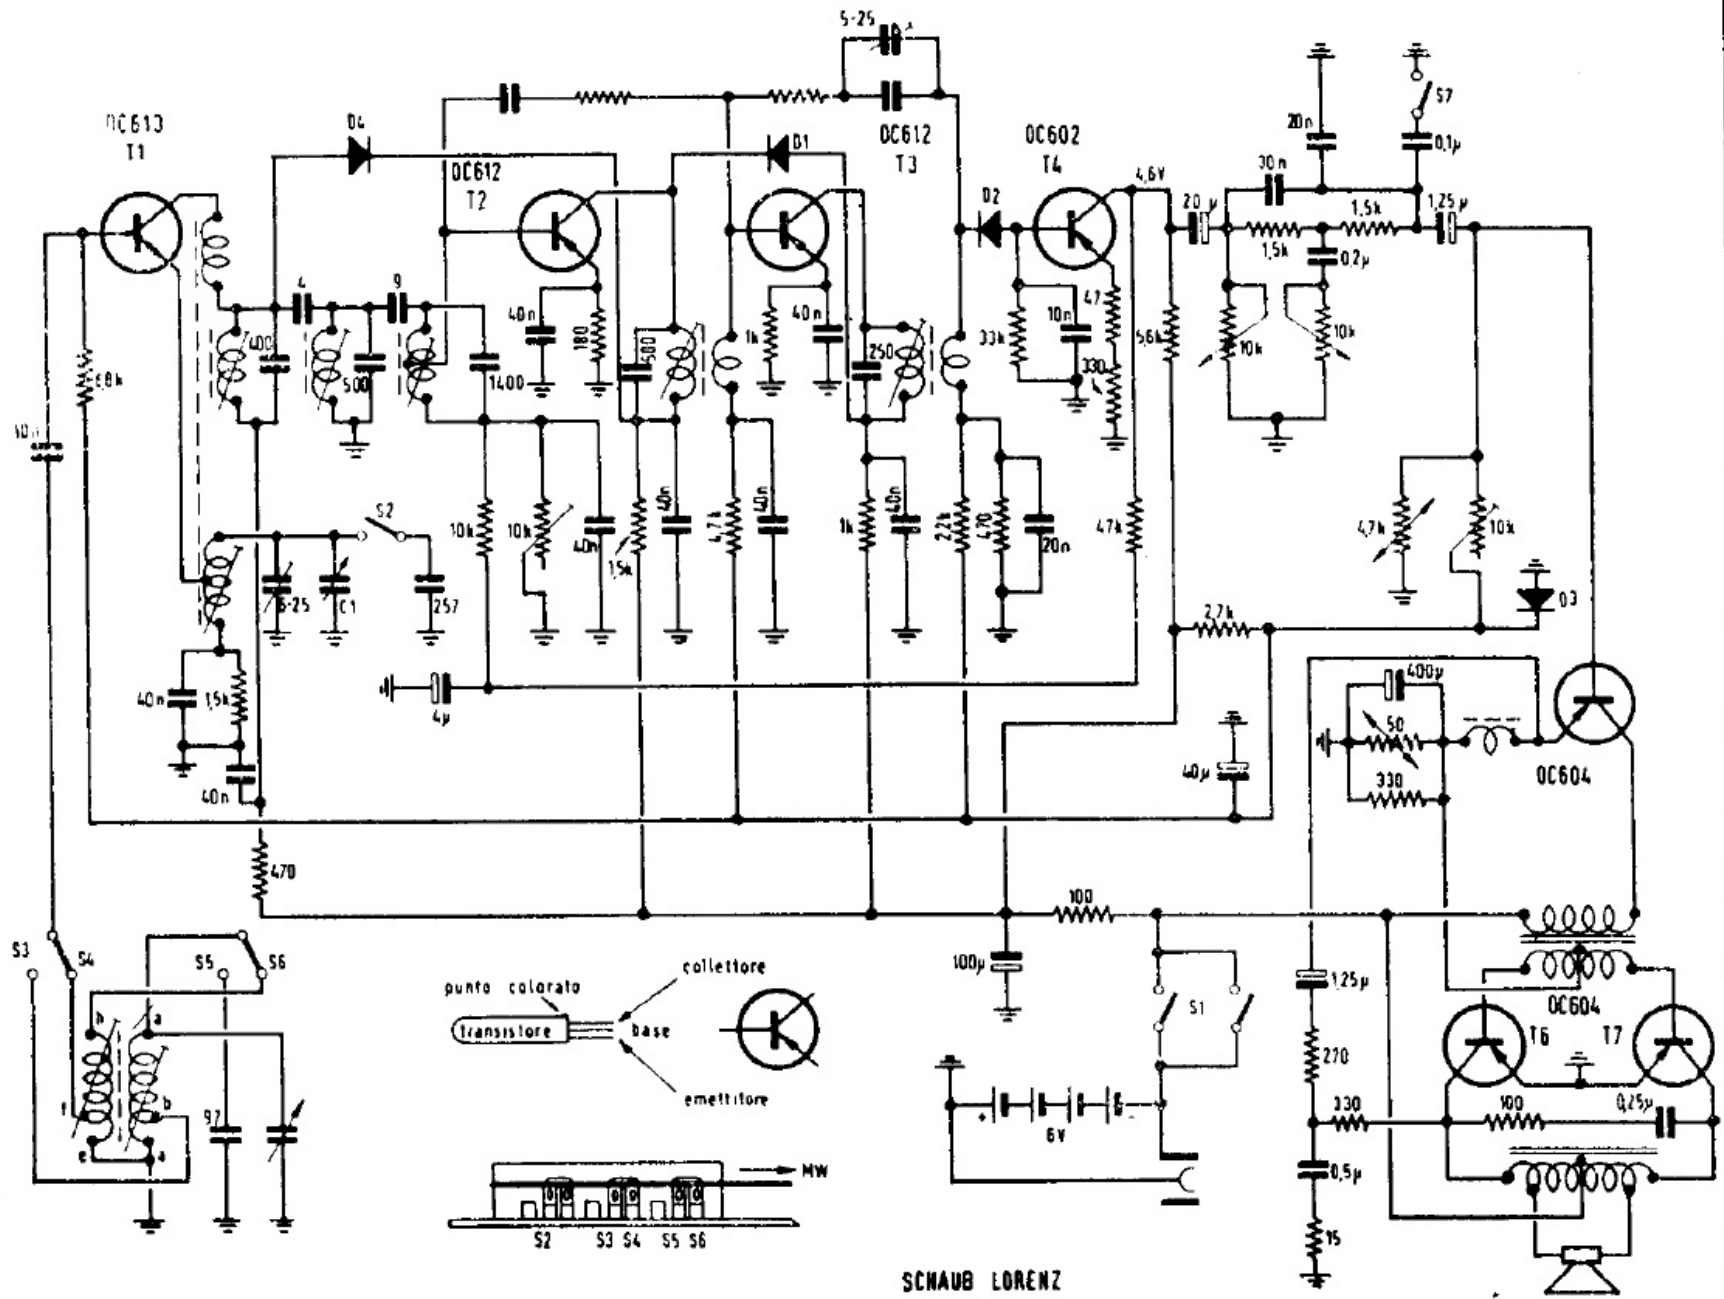 5-25
OC613
T1
D4
OC612
T2
D1
OC612
T3
OC602
T4
D2
4,6V
20 µ
20n
30n
S7
0,1µ
1,5k
1,5k
1,25µ
0,2µ
4
9
400
500
1400
40n
180
500
1k
40n
250
33k
10n
47
330
5,6k
10k
10k
68k
10k
10k
40n
1,5k
40n
4,7k
40n
1k
40n
2,2k
470
20n
47k
4,7k
10k
S2
5-25
C1
257
2,7k
D3
40n
1,5k
4µ
400µ
50
330
OC604
40n
40µ
470
100
100µ
S3
S4
S5
S6
h
a
f
b
e
a
97
punto colorato
collettore
transistore
base
emettitore
S1
+
-
6V
1,25µ
OC604
T6
T7
270
330
100
0,25µ
0,5µ
15
MW
S2
S3
S4
S5
S6
SCHAUB LORENZ